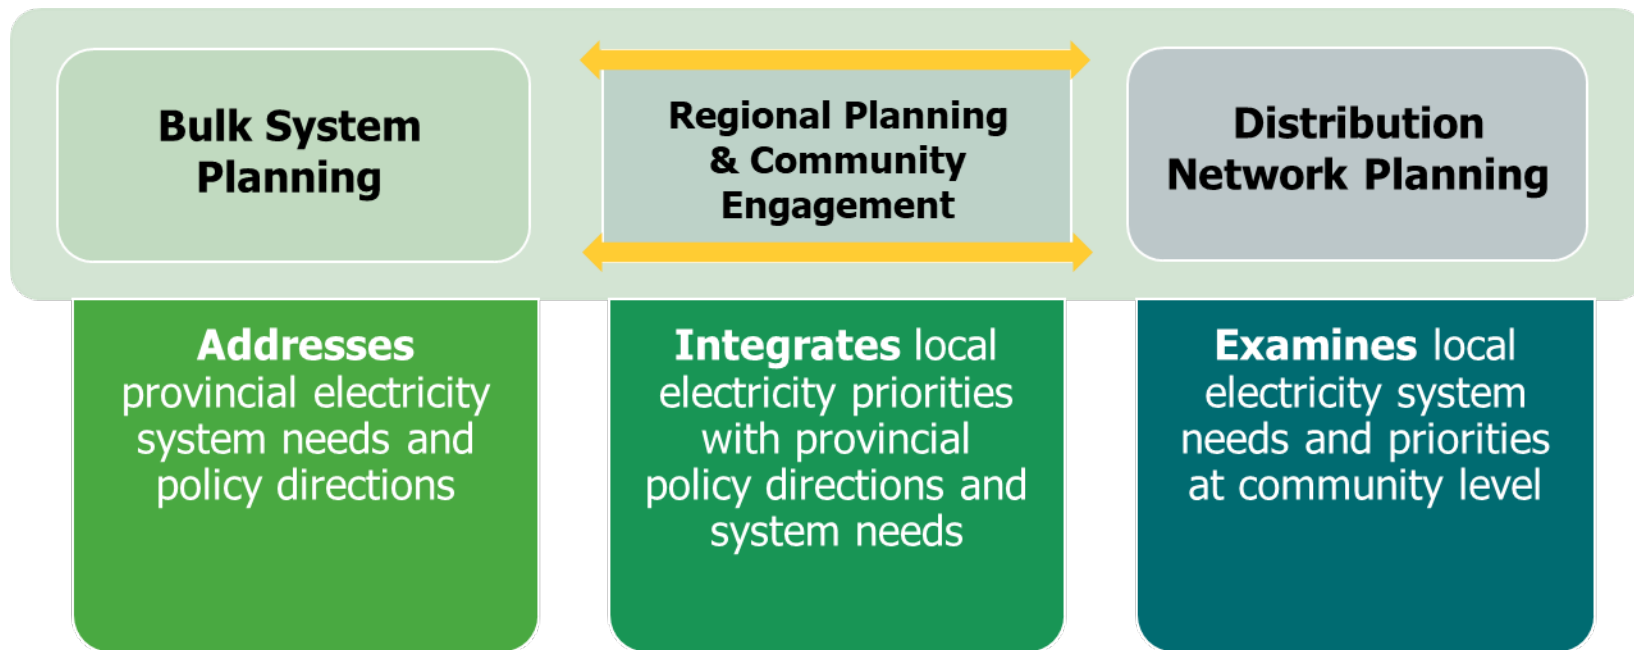 Bulk System
Planning
Regional Planning
& Community
Engagement
Distribution
Network Planning
Addresses
provincial electricity
system needs and
policy directions
Integrates local
electricity priorities
with provincial
policy directions and
system needs
Examines local
electricity system
needs and priorities
at community level